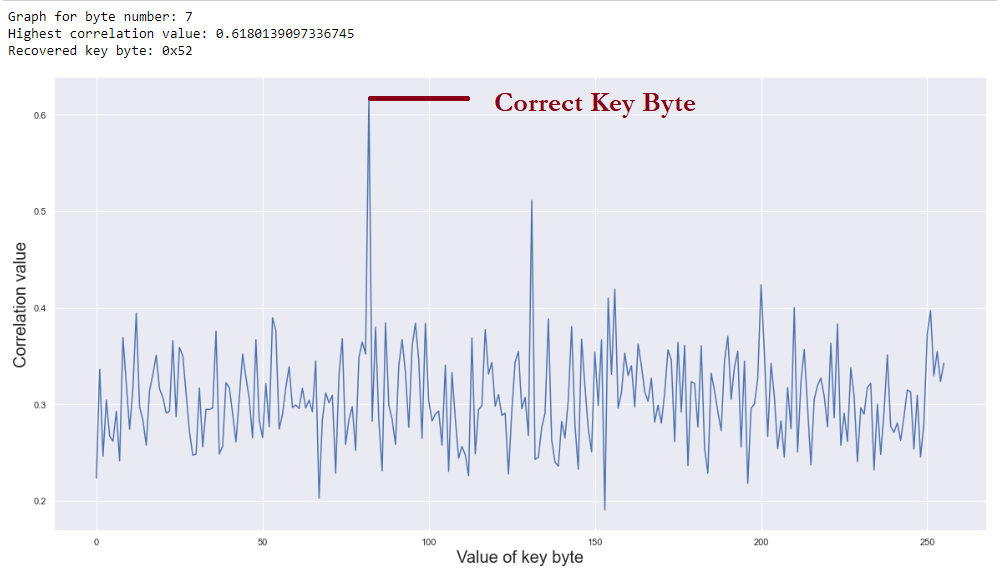 Graph for byte number: 7
Highest correlation value: 0.6180139097336745
Recovered key byte: 0x52
Correct Key Byte
0.6
0.5
0.4
0.3
0.2
Correlation value
0 50 100 150 200 250
Value of key byte